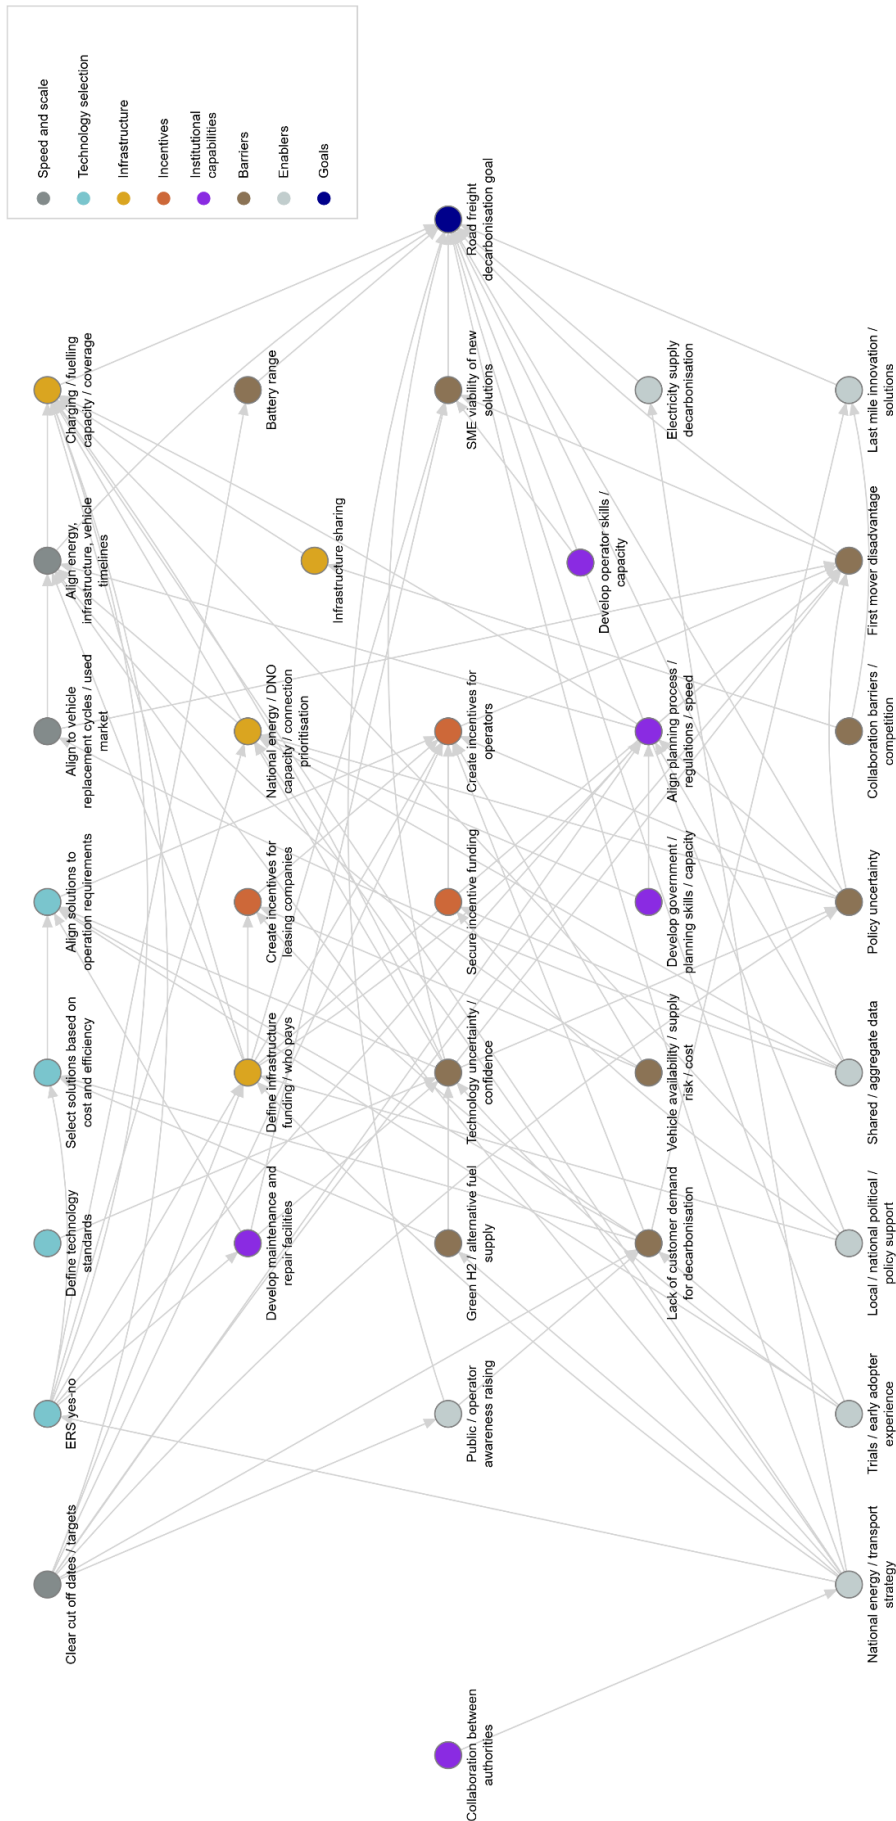 Speed and scale
Technology selection
Infrastructure
Incentives
Institutional
capabilities
Barriers
Enablers
Goals
Collaboration between
authorities
Clear cut off dates / targets
National energy / transport
strategy
ERS yes-no
Public / operator
awareness raising
Trials / early adopter
experience
Define technology
standards
Develop maintenance and
repair facilities
Green H2 / alternative fuel
supply
Lack of customer demand
for decarbonisation
Local / national political /
policy support
Select solutions based on
cost and efficiency
Define infrastructure
funding / who pays
Technology uncertainty /
confidence
Vehicle availability / supply
risk / cost
Shared / aggregate data
Align solutions to
operation requirements
Create incentives for
leasing companies
Secure incentive funding
Develop government /
planning skills / capacity
Policy uncertainty
Align to vehicle
replacement cycles / used
market
National energy / DNO
capacity / connection
prioritisation
Create incentives for
operators
Align planning process /
regulations / speed
Collaboration barriers /
competition
Align energy,
infrastructure, vehicle
timelines
Infrastructure sharing
Develop operator skills /
capacity
First mover disadvantage
Charging / fuelling
capacity / coverage
Battery range
SME viability of new
solutions
Electricity supply
decarbonisation
Last mile innovation /
solutions
Road freight
decarbonisation goal